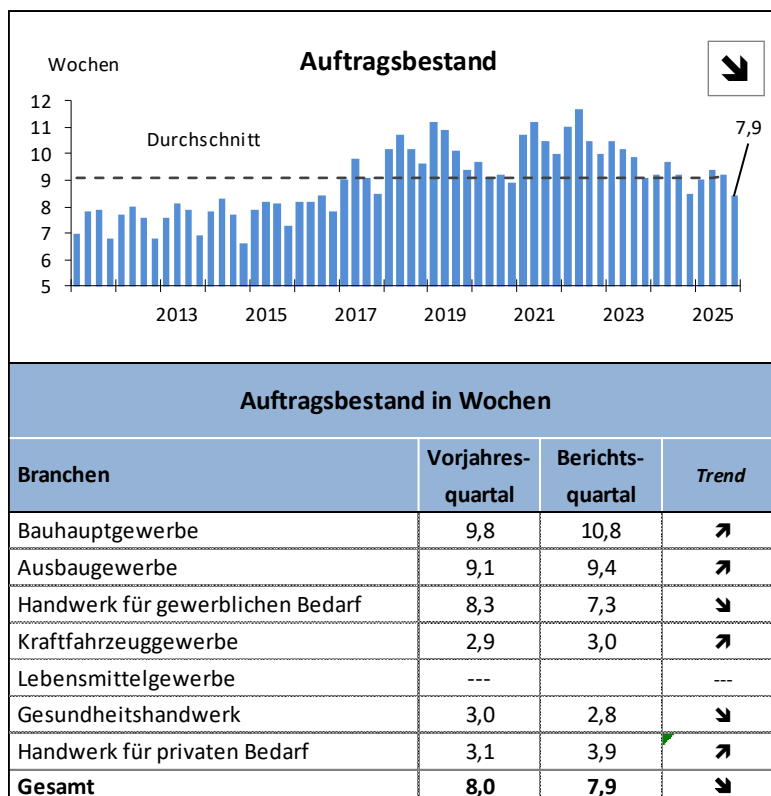 Auftragsbestand
Wochen
12
11
10
9
8
7
6
5
Durchschnitt
7,9
2013 2015 2017 2019 2021 2023 2025
Auftragsbestand in Wochen
Branchen Vorjahres-quartal Berichts-quartal Trend
Bauhauptgewerbe 9,8 10,8 ↗
Ausbaugewerbe 9,1 9,4 ↗
Handwerk für gewerblichen Bedarf 8,3 7,3 ↘
Kraftfahrzeuggewerbe 2,9 3,0 ↗
Lebensmittelgewerbe --- ---
Gesundheitshandwerk 3,0 2,8 ↘
Handwerk für privaten Bedarf 3,1 3,9 ↗
Gesamt 8,0 7,9 ↘